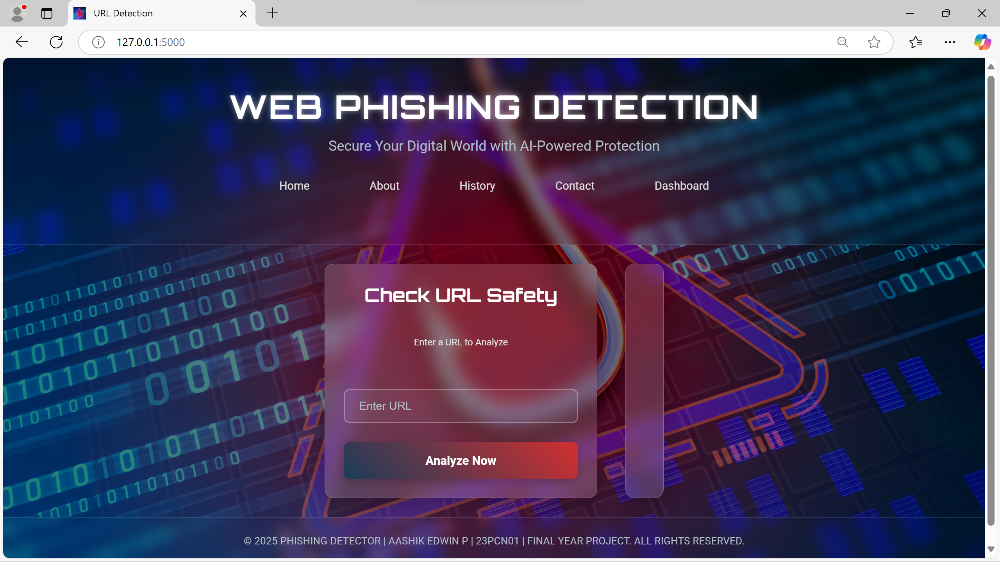 URL Detection
127.0.0.1:5000
WEB PHISHING DETECTION
Secure Your Digital World with AI-Powered Protection
Home About History Contact Dashboard
Check URL Safety
Enter a URL to Analyze
Enter URL
Analyze Now
© 2025 PHISHING DETECTOR | AASHIK EDWIN P | 23PCN01 | FINAL YEAR PROJECT. ALL RIGHTS RESERVED.